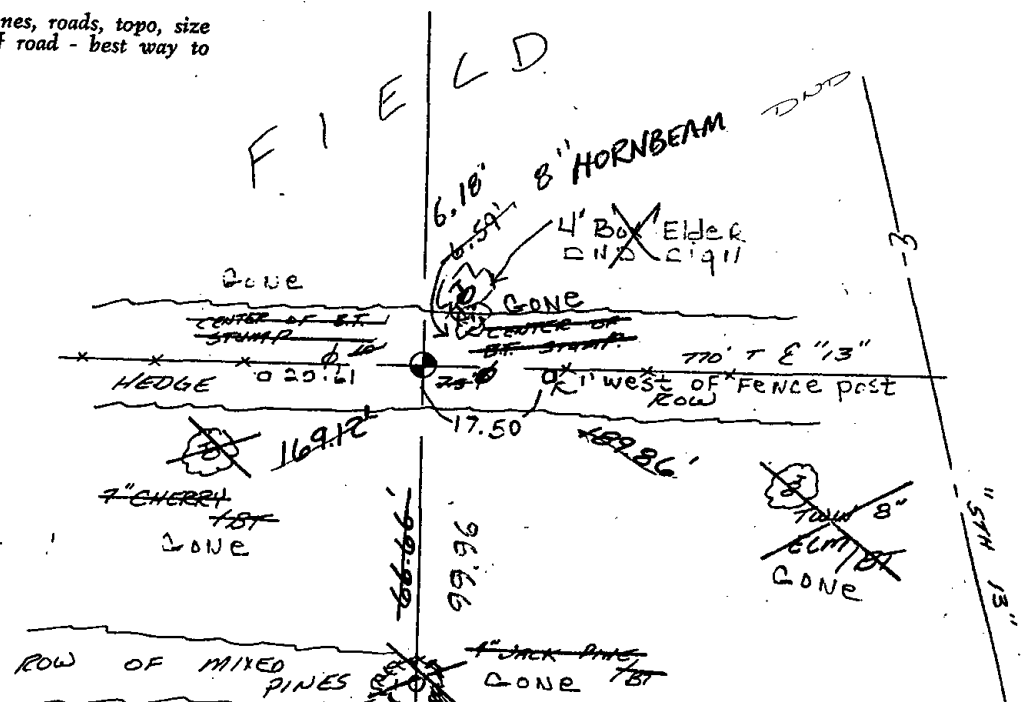 nes, roads, topo, size
road - best way to
FIELD
DND
8" HORNBEAM
6.18'
6.59'
4' Box Elder
GONE
GONE
CENTER OF B.T.
STUMP
CENTER OF
B.T. STUMP.
HEDGE
770' T & "13"
1" west OF Fence post
ROW
17.50
169.12'
189.86'
7" CHERRY
BT
GONE
66.66'
99.96
TWIN 8"
ELM BT
GONE
3
"5TH 13"
ROW OF MIXED
PINES
JACK PINE
BT
GONE